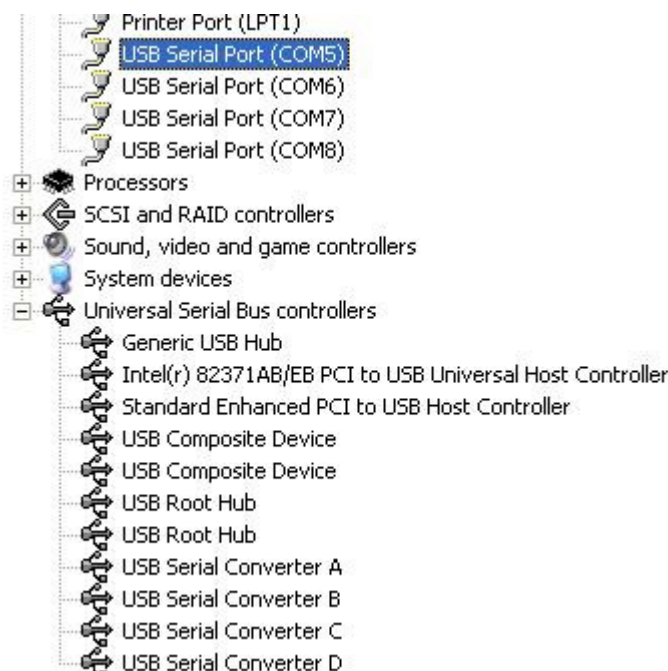 Printer Port (LPT1)
USB Serial Port (COM5)
USB Serial Port (COM6)
USB Serial Port (COM7)
USB Serial Port (COM8)
Processors
SCSI and RAID controllers
Sound, video and game controllers
System devices
Universal Serial Bus controllers
Generic USB Hub
Intel(r) 82371AB/EB PCI to USB Universal Host Controller
Standard Enhanced PCI to USB Host Controller
USB Composite Device
USB Composite Device
USB Root Hub
USB Root Hub
USB Serial Converter A
USB Serial Converter B
USB Serial Converter C
USB Serial Converter D